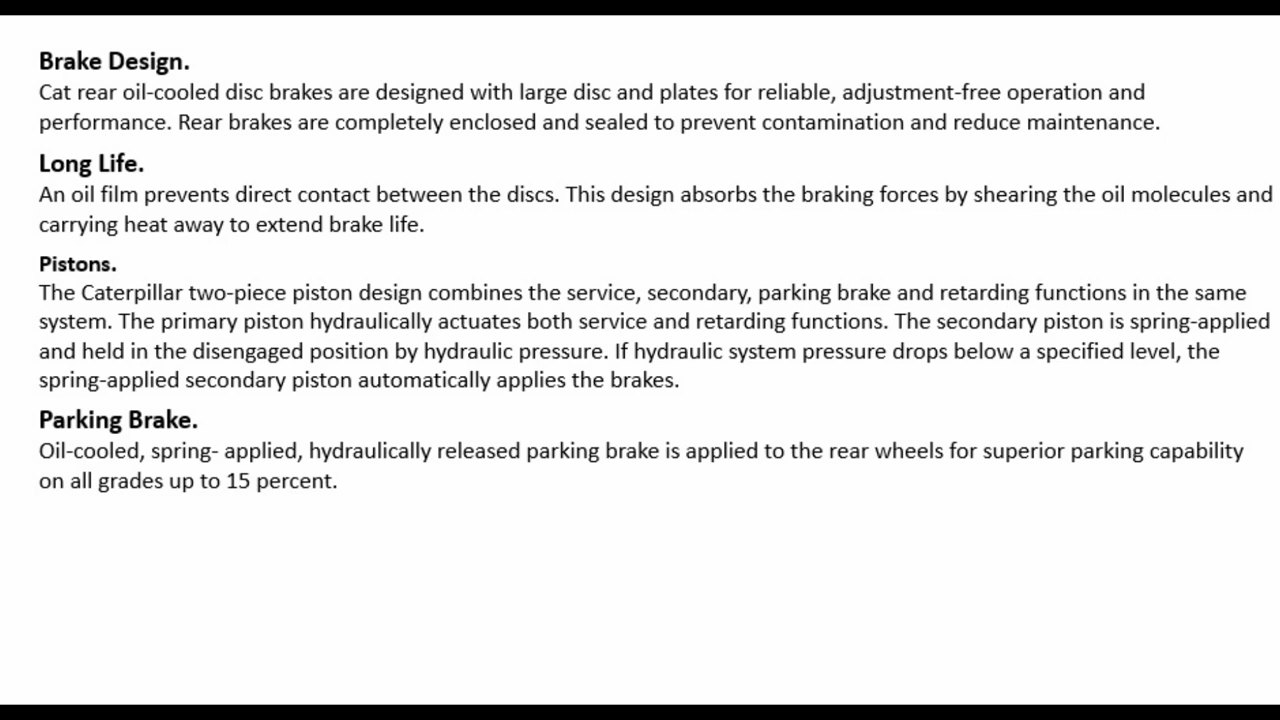 Brake Design.
Cat rear oil-cooled disc brakes are designed with large disc and plates for reliable, adjustment-free operation and
performance. Rear brakes are completely enclosed and sealed to prevent contamination and reduce maintenance.
Long Life.
An oil film prevents direct contact between the discs. This design absorbs the braking forces by shearing the oil molecules and
carrying heat away to extend brake life.
Pistons.
The Caterpillar two-piece piston design combines the service, secondary, parking brake and retarding functions in the same
system. The primary piston hydraulically actuates both service and retarding functions. The secondary piston is spring-applied
and held in the disengaged position by hydraulic pressure. If hydraulic system pressure drops below a specified level, the
spring-applied secondary piston automatically applies the brakes.
Parking Brake.
Oil-cooled, spring- applied, hydraulically released parking brake is applied to the rear wheels for superior parking capability
on all grades up to 15 percent.